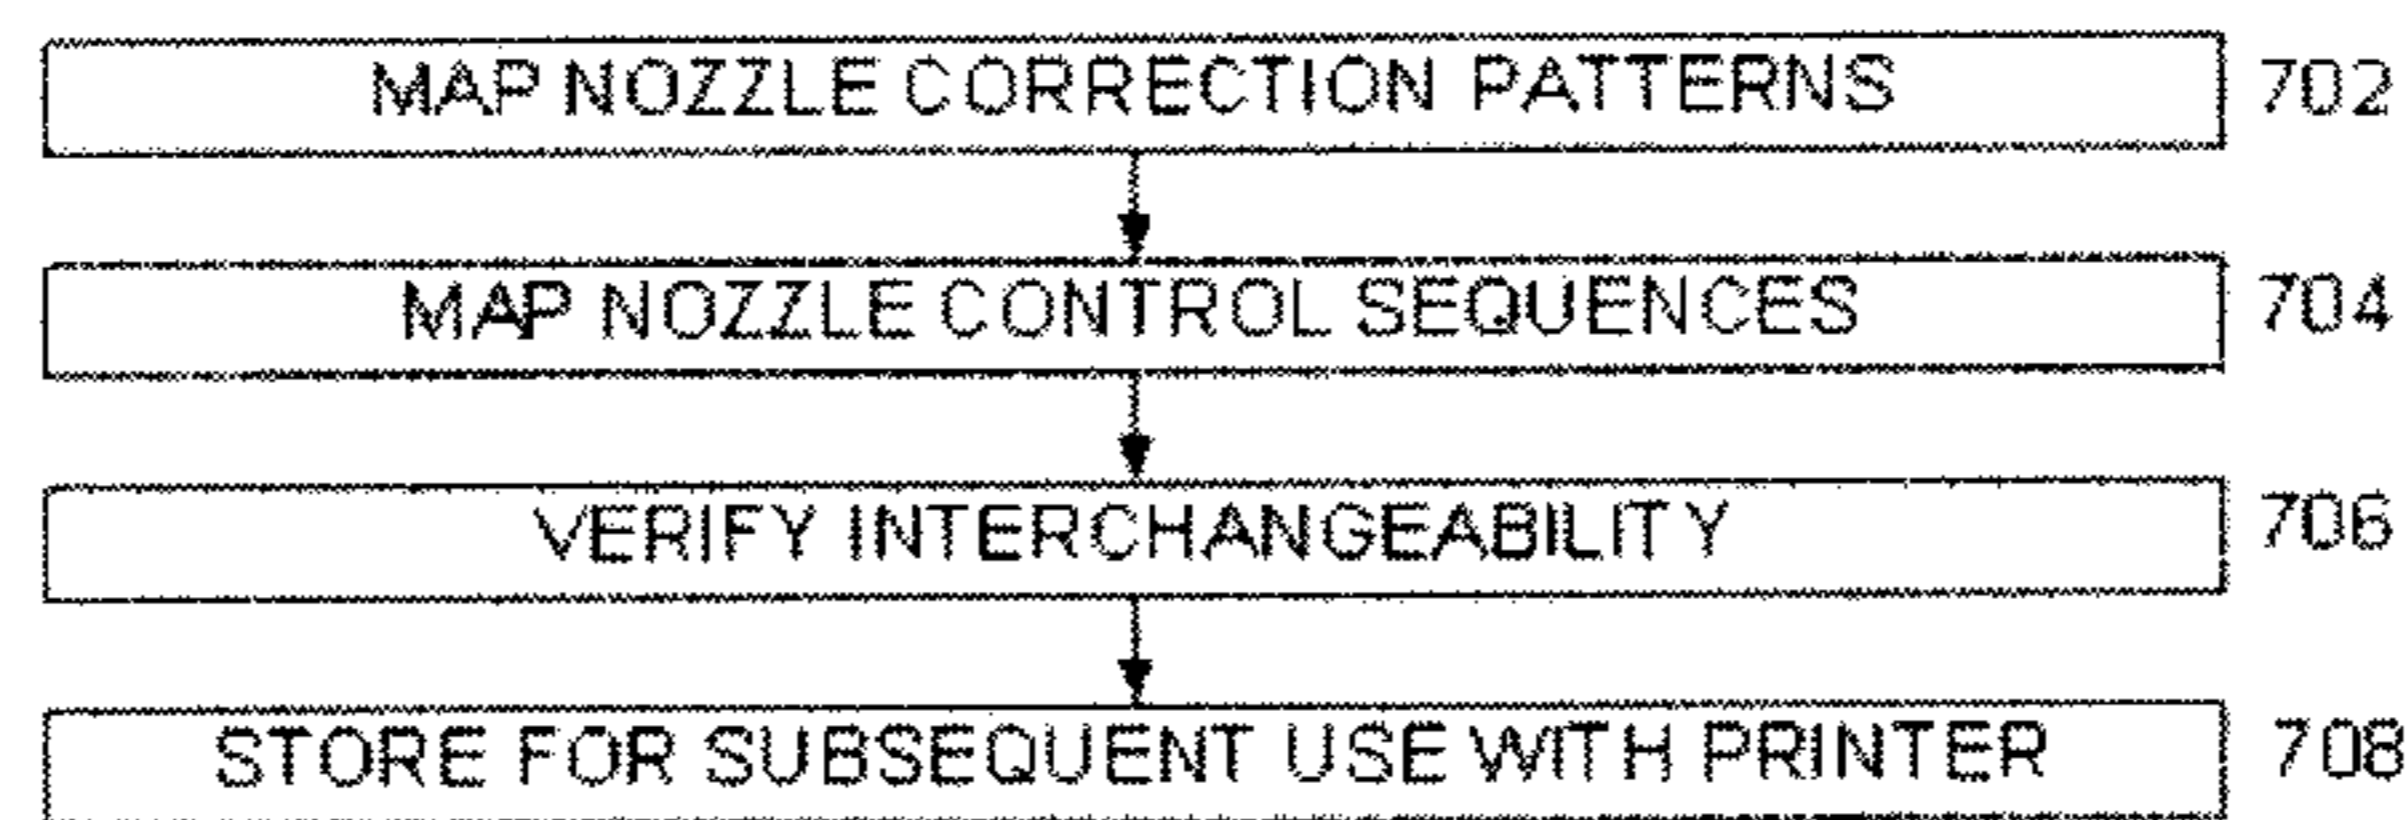 MAP NOZZLE CORRECTION PATTERNS 702
MAP NOZZLE CONTROL SEQUENCES 704
VERIFY INTERCHANGEABILITY 706
STORE FOR SUBSEQUENT USE WITH PRINTER 708